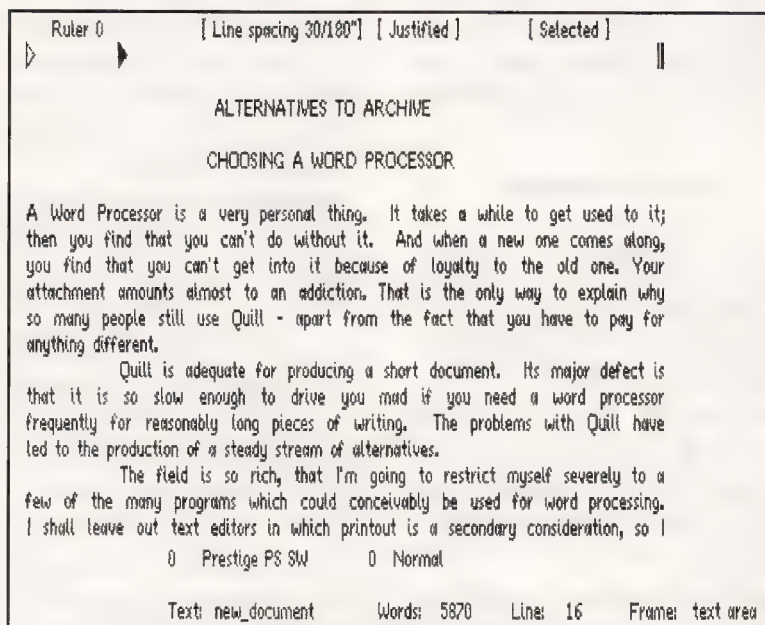 Ruler 0 [ Line spacing 30/180"] [ Justified ] [ Selected ]
ALTERNATIVES TO ARCHIVE
CHOOSING A WORD PROCESSOR
A Word Processor is a very personal thing. It takes a while to get used to it;
then you find that you can't do without it. And when a new one comes along,
you find that you can't get into it because of loyalty to the old one. Your
attachment amounts almost to an addiction. That is the only way to explain why
so many people still use Quill - apart from the fact that you have to pay for
anything different.
Quill is adequate for producing a short document. Its major defect is
that it is so slow enough to drive you mad if you need a word processor
frequently for reasonably long pieces of writing. The problems with Quill have
led to the production of a steady stream of alternatives.
The field is so rich, that I'm going to restrict myself severely to a
few of the many programs which could conceivably be used for word processing.
I shall leave out text editors in which printout is a secondary consideration, so I
0 Prestige PS SW 0 Normal
Text: new_document Words: 5870 Line: 16 Frame: text area